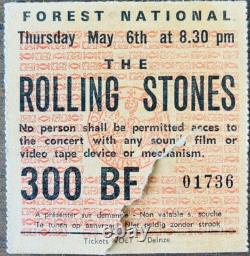 FOREST NATIONAL
Thursday May 6th at 8.30 pm
THE
ROLLING STONES
No person shall be permitted acces to
the concert with any sound film or
video tape device or mechanism.
300 BF 01736
A presenter sur demande - Non valable s. souche
Te tonen op aanvraag Niet geldig zonder strook
Tickets Deinze